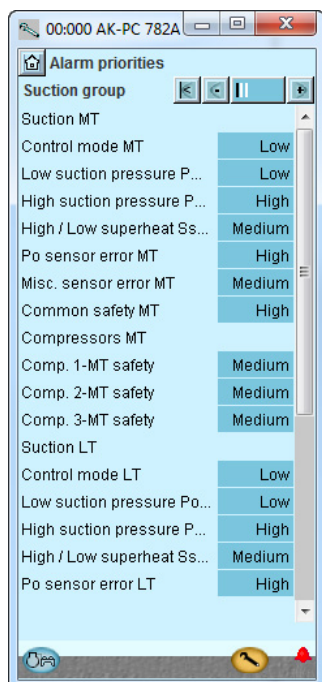 00:000 AK-PC 782A
Alarm priorities
Suction group
Suction MT
Control mode MT Low
Low suction pressure P... Low
High suction pressure P... High
High / Low superheat Ss... Medium
Po sensor error MT High
Misc. sensor error MT Medium
Common safety MT High
Compressors MT
Comp. 1-MT safety Medium
Comp. 2-MT safety Medium
Comp. 3-MT safety Medium
Suction LT
Control mode LT Low
Low suction pressure Po... Low
High suction pressure P... High
High / Low superheat Ss... Medium
Po sensor error LT High